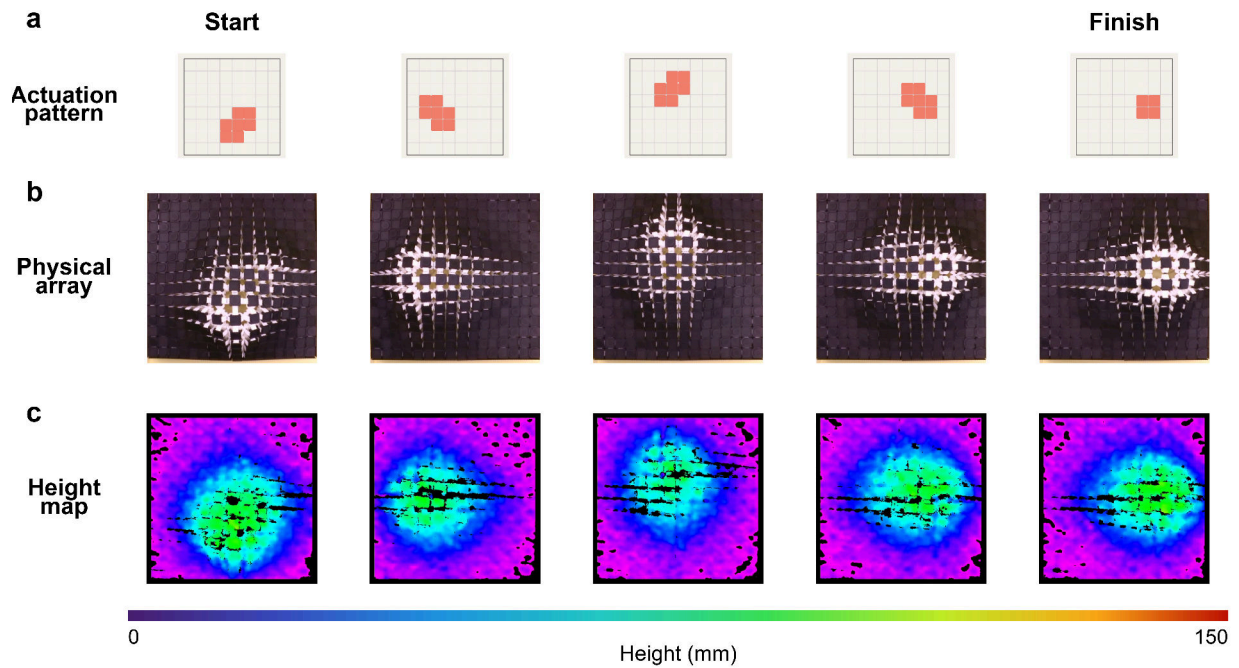 a
Start
Finish
Actuation
pattern
b
Physical
array
c
Height
map
0
150
Height (mm)